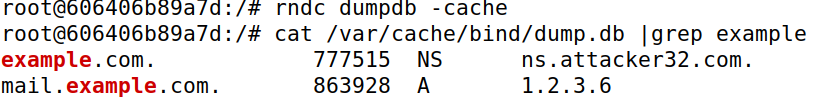 root@606406b89a7d:/# rndc dumpdb -cache
root@606406b89a7d:/# cat /var/cache/bind/dump.db |grep example
example.com. 777515 NS ns.attacker32.com.
mail.example.com. 863928 A 1.2.3.6